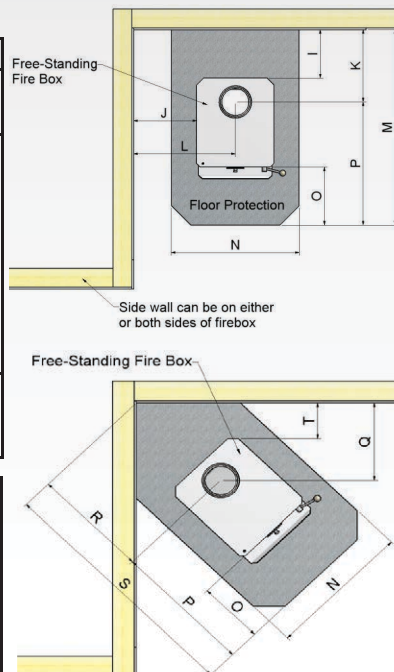 Free-Standing
Fire Box
I
K
M
J
L
P
O
Floor Protection
N
Side wall can be on either
or both sides of firebox
Free-Standing Fire Box
T
Q
R
S
P
O
N